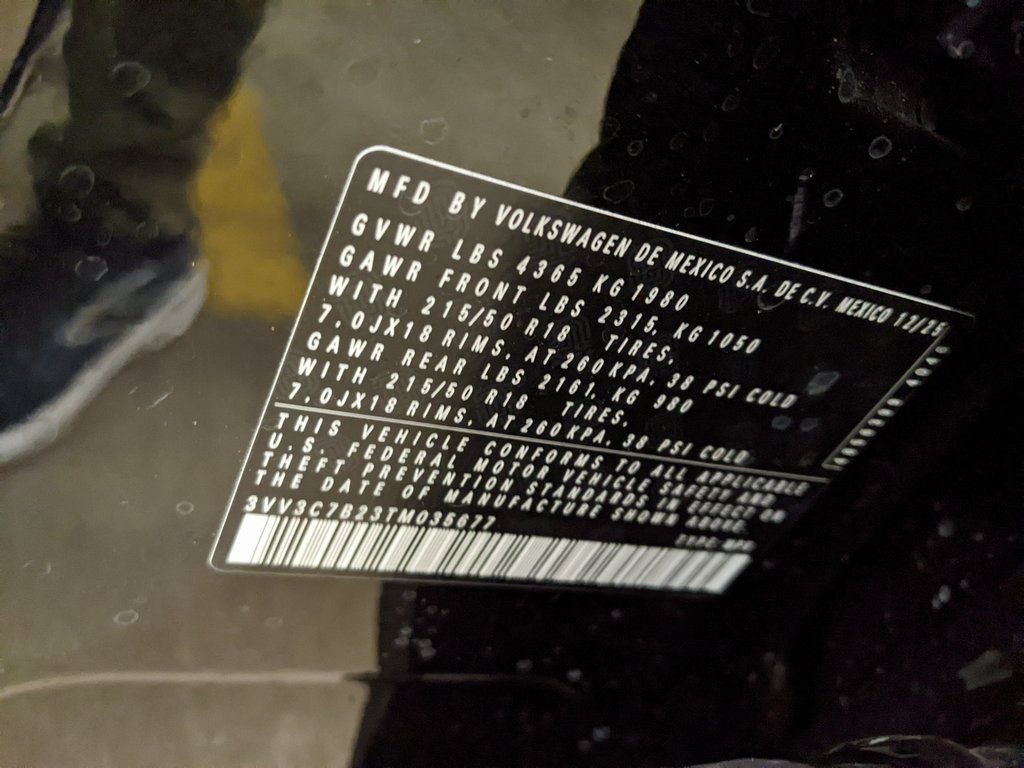 MFD BY VOLKSWAGEN DE MEXICO S.A. DE C.V. MEXICO 12/25
GVWR LBS 4365 KG 1980
GAWR FRONT LBS 2315, KG 1050
WITH 215/50 R18 TIRES,
7,0JX18 RIMS, AT 260 KPA, 38 PSI COLD
GAWR REAR LBS 2161, KG 980
WITH 215/50 R18 TIRES,
7,0JX18 RIMS, AT 260 KPA, 38 PSI COLD
THIS VEHICLE CONFORMS TO ALL APPLICABLE
U.S. FEDERAL MOTOR VEHICLE SAFETY AND
THEFT PREVENTION STANDARDS IN EFFECT ON
THE DATE OF MANUFACTURE SHOWN ABOVE.
3VV3C7B23TM035677